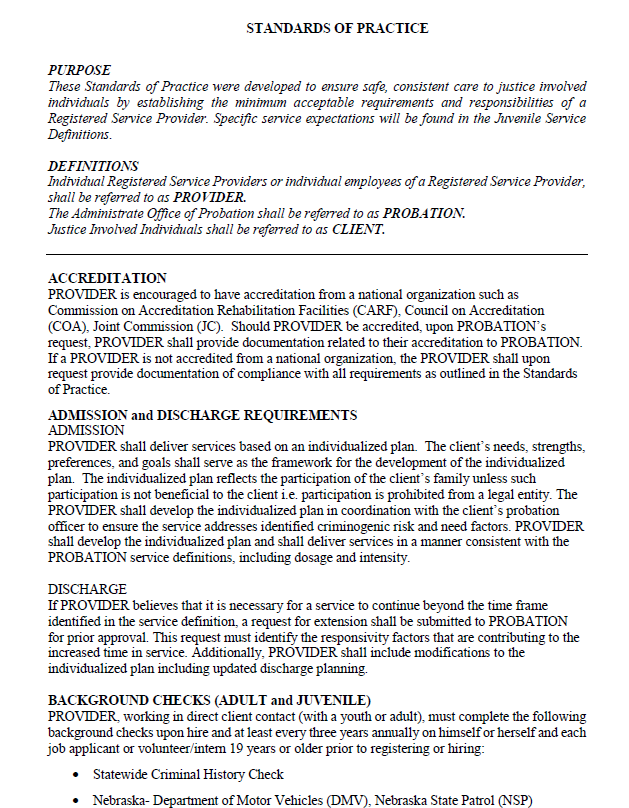 STANDARDS OF PRACTICE
PURPOSE
These Standards of Practice were developed to ensure safe, consistent care to justice involved
individuals by establishing the minimum acceptable requirements and responsibilities of a
Registered Service Provider. Specific service expectations will be found in the Juvenile Service
Definitions.
DEFINITIONS
Individual Registered Service Providers or individual employees of a Registered Service Provider,
shall be referred to as PROVIDER.
The Administrate Office of Probation shall be referred to as PROBATION.
Justice Involved Individuals shall be referred to as CLIENT.
ACCREDITATION
PROVIDER is encouraged to have accreditation from a national organization such as
Commission on Accreditation Rehabilitation Facilities (CARF), Council on Accreditation
(COA), Joint Commission (JC).  Should PROVIDER be accredited, upon PROBATION’s
request, PROVIDER shall provide documentation related to their accreditation to PROBATION.
If a PROVIDER is not accredited from a national organization, the PROVIDER shall upon
request provide documentation of compliance with all requirements as outlined in the Standards
of Practice.
ADMISSION and DISCHARGE REQUIREMENTS
ADMISSION
PROVIDER shall deliver services based on an individualized plan.  The client’s needs, strengths,
preferences, and goals shall serve as the framework for the development of the individualized
plan.  The individualized plan reflects the participation of the client’s family unless such
participation is not beneficial to the client i.e. participation is prohibited from a legal entity. The
PROVIDER shall develop the individualized plan in coordination with the client’s probation
officer to ensure the service addresses identified criminogenic risk and need factors. PROVIDER
shall develop the individualized plan and shall deliver services in a manner consistent with the
PROBATION service definitions, including dosage and intensity.
DISCHARGE
If PROVIDER believes that it is necessary for a service to continue beyond the time frame
identified in the service definition, a request for extension shall be submitted to PROBATION
for prior approval. This request must identify the responsivity factors that are contributing to the
increased time in service. Additionally, PROVIDER shall include modifications to the
individualized plan including updated discharge planning.
BACKGROUND CHECKS (ADULT and JUVENILE)
PROVIDER, working in direct client contact (with a youth or adult), must complete the following
background checks upon hire and at least every three years annually on himself or herself and each
job applicant or volunteer/intern 19 years or older prior to registering or hiring:
• Statewide Criminal History Check
• Nebraska- Department of Motor Vehicles (DMV), Nebraska State Patrol (NSP)